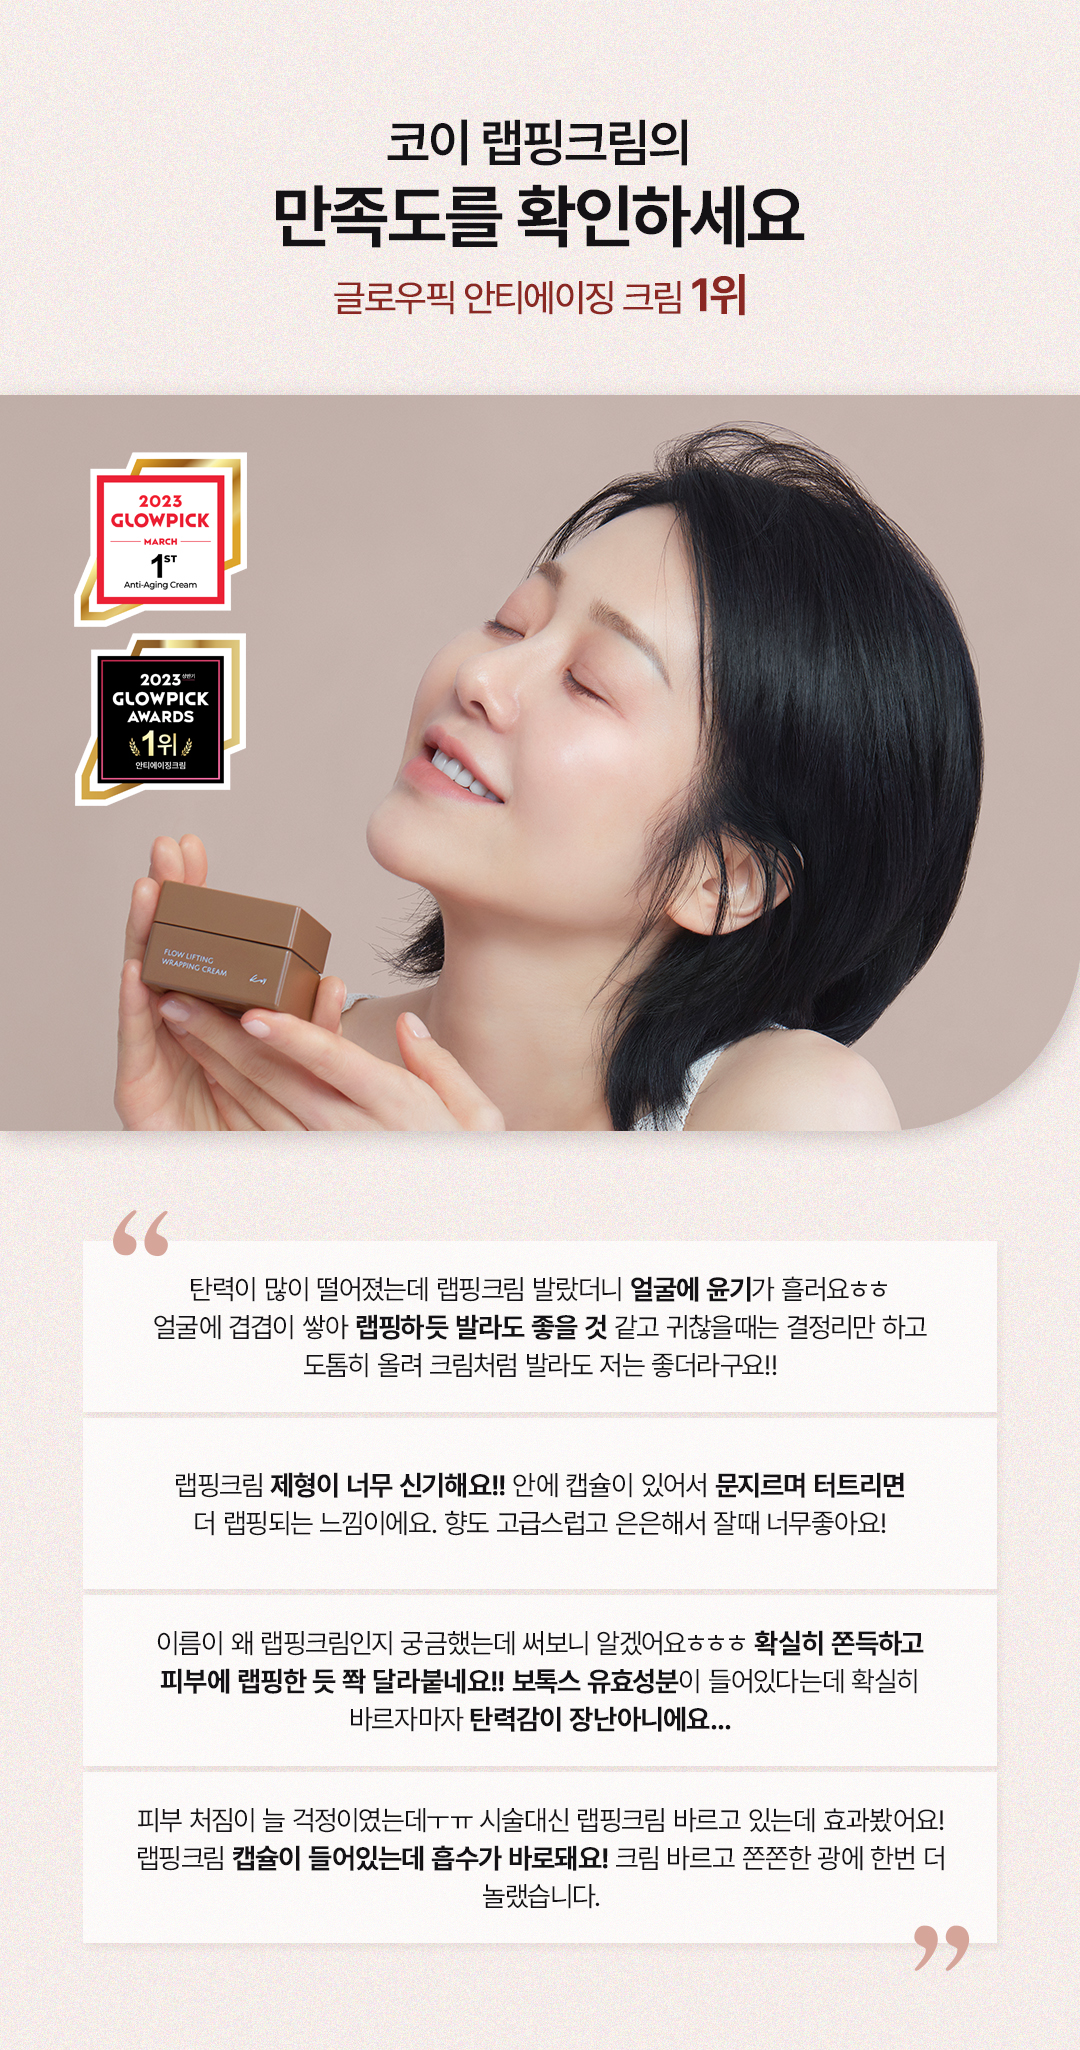 코이 랩핑크림의
만족도를 확인하세요
글로우픽 안티에이징 크림 1위
2023
GLOWPICK
MARCH
1ST
Anti-Aging Cream
2023 상반기
GLOWPICK
AWARDS
1위
안티에이징크림
FLOW LIFTING
WRAPPING CREAM
“
탄력이 많이 떨어졌는데 랩핑크림 발랐더니 얼굴에 윤기가 흘러요ㅎㅎ
얼굴에 겹겹이 쌓아 랩핑하듯 발라도 좋을 것 같고 귀찮을때는 결정리만 하고
도톰히 올려 크림처럼 발라도 저는 좋더라구요!!
랩핑크림 제형이 너무 신기해요!! 안에 캡슐이 있어서 문지르며 터트리면
더 랩핑되는 느낌이에요. 향도 고급스럽고 은은해서 잘때 너무좋아요!
이름이 왜 랩핑크림인지 궁금했는데 써보니 알겠어요ㅎㅎㅎ 확실히 쫀득하고
피부에 랩핑한 듯 쫙 달라붙네요!! 보톡스 유효성분이 들어있다는데 확실히
바르자마자 탄력감이 장난아니에요...
피부 처짐이 늘 걱정이였는데ㅜㅠ 시술대신 랩핑크림 바르고 있는데 효과봤어요!
랩핑크림 캡슐이 들어있는데 흡수가 바로돼요! 크림 바르고 쫀쫀한 광에 한번 더
놀랬습니다.
”